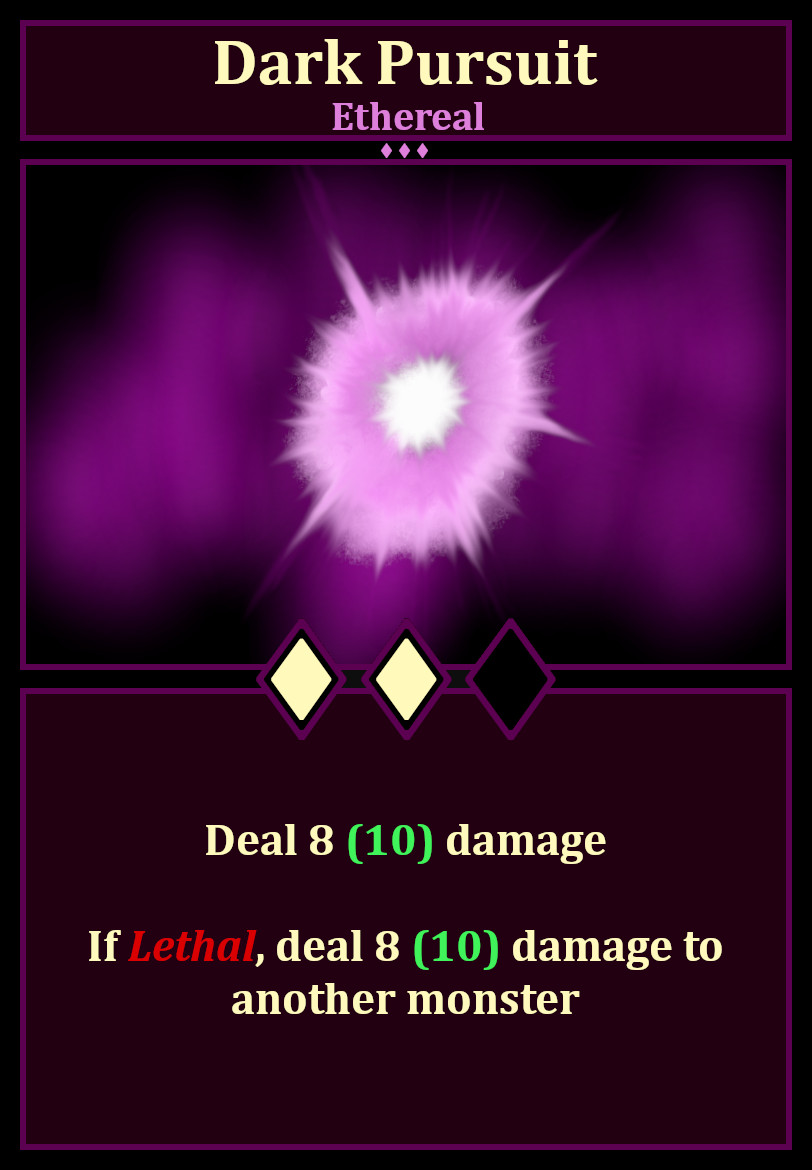 Dark Pursuit
Ethereal
Deal 8 (10) damage
If Lethal, deal 8 (10) damage to
another monster